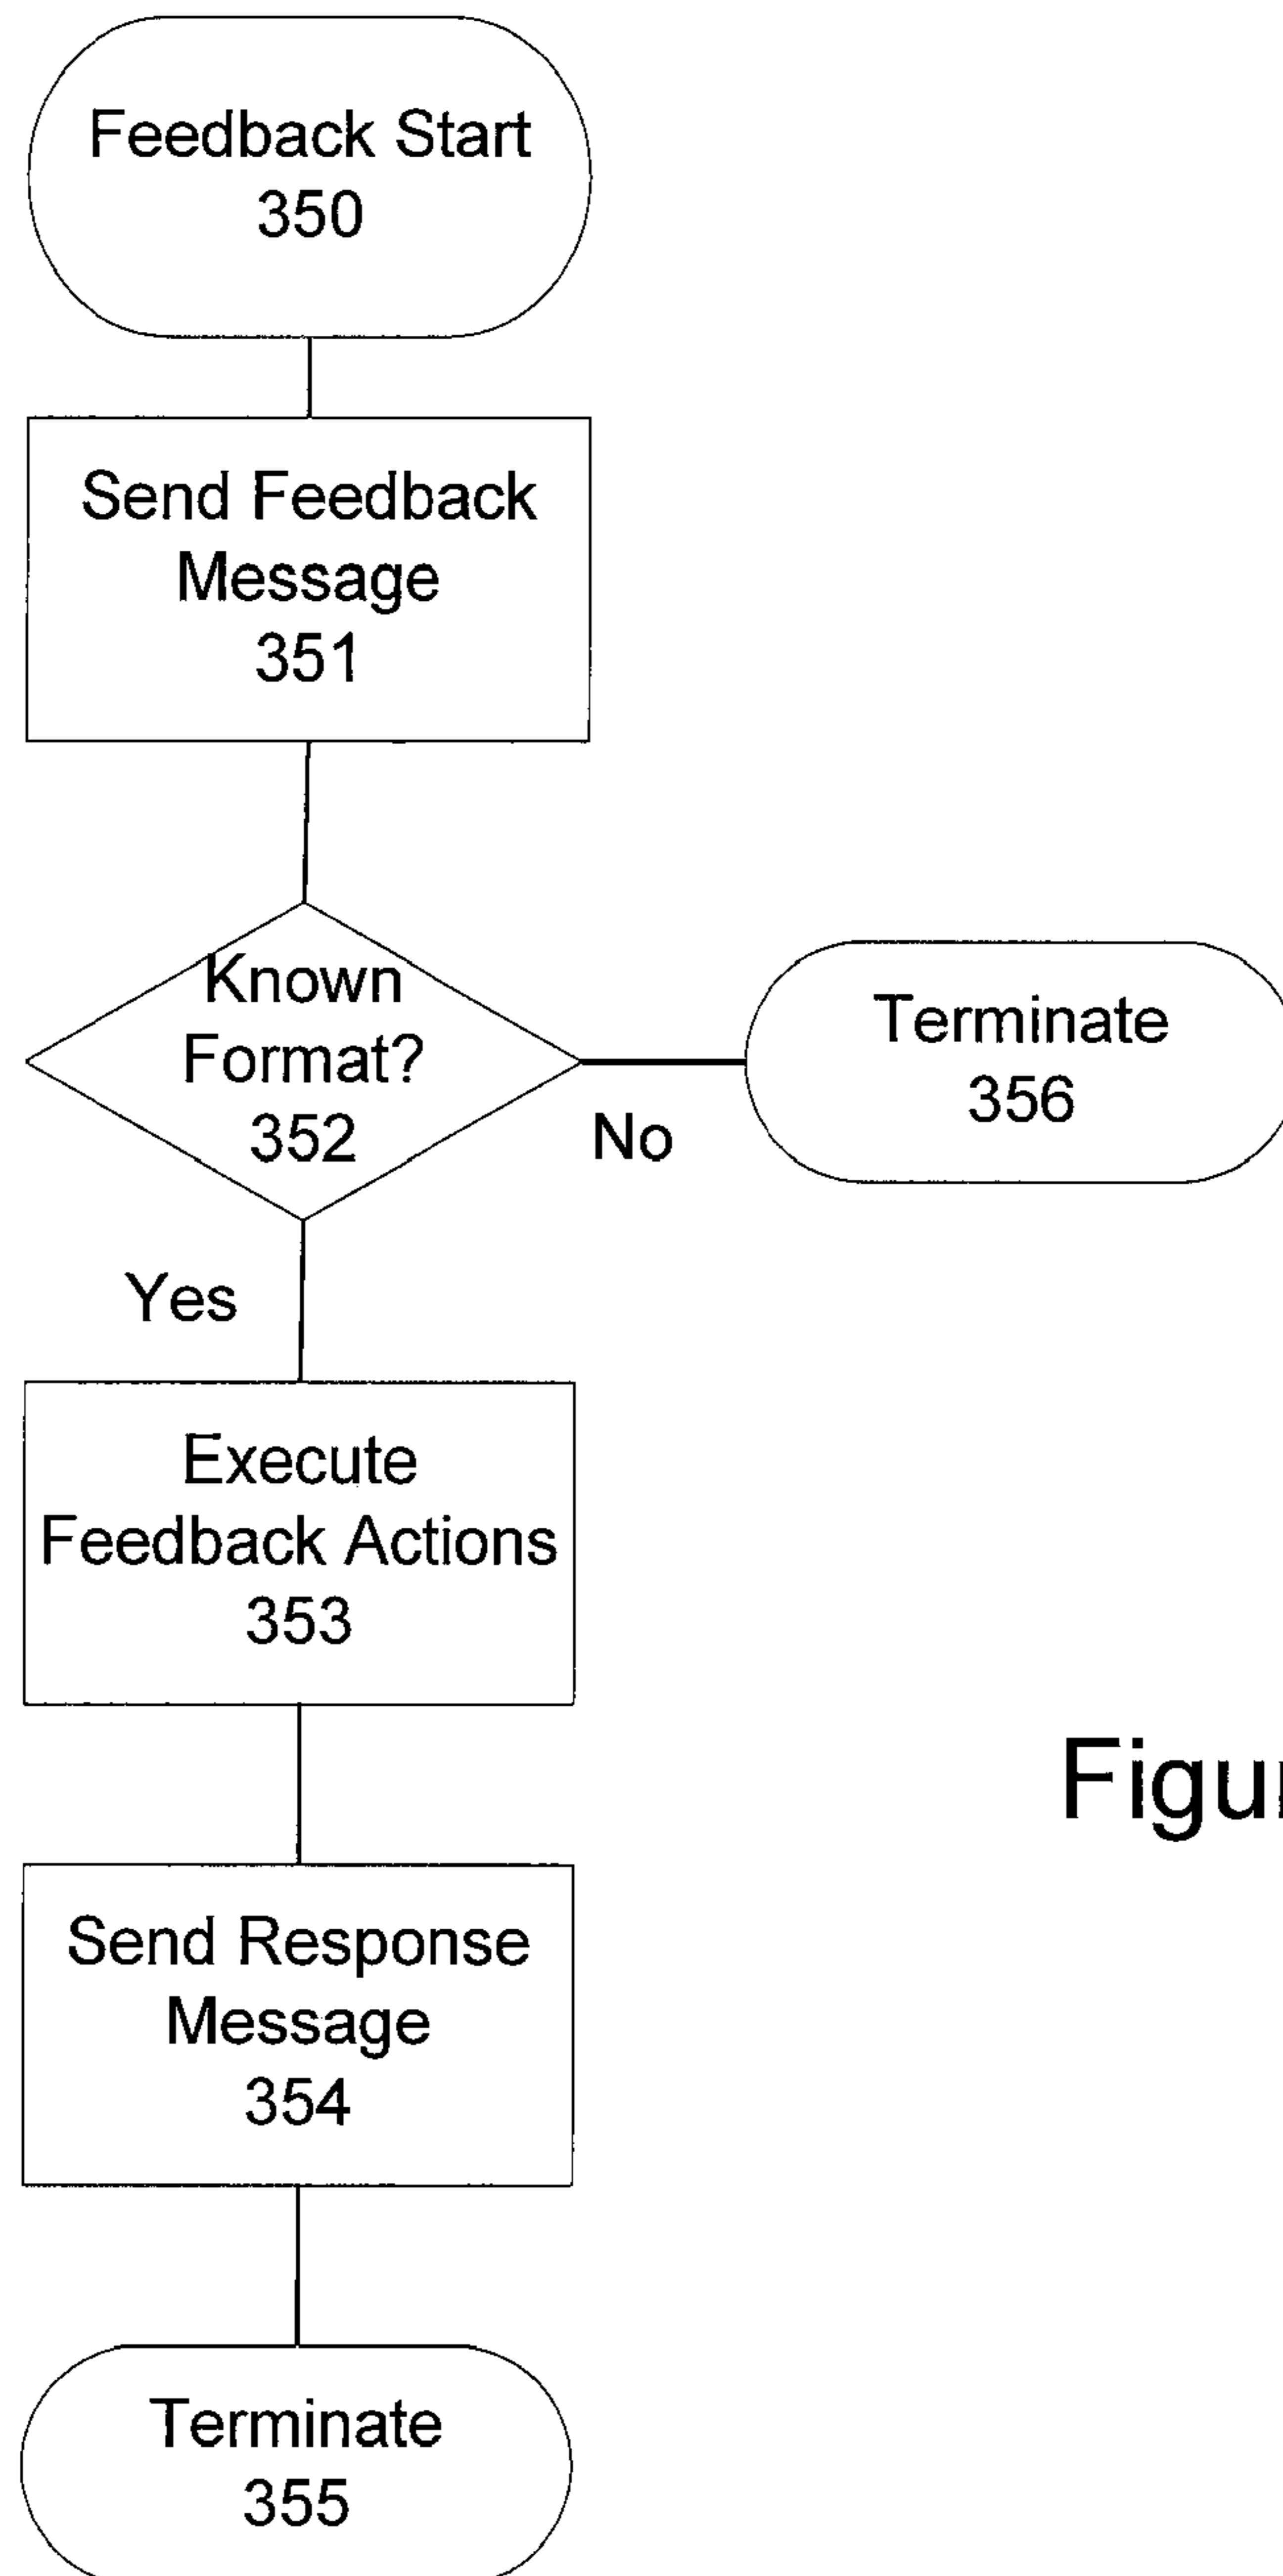 Feedback Start
350
Send Feedback
Message
351
Known
Format?
352
No
Terminate
356
Yes
Execute
Feedback Actions
353
Send Response
Message
354
Terminate
355